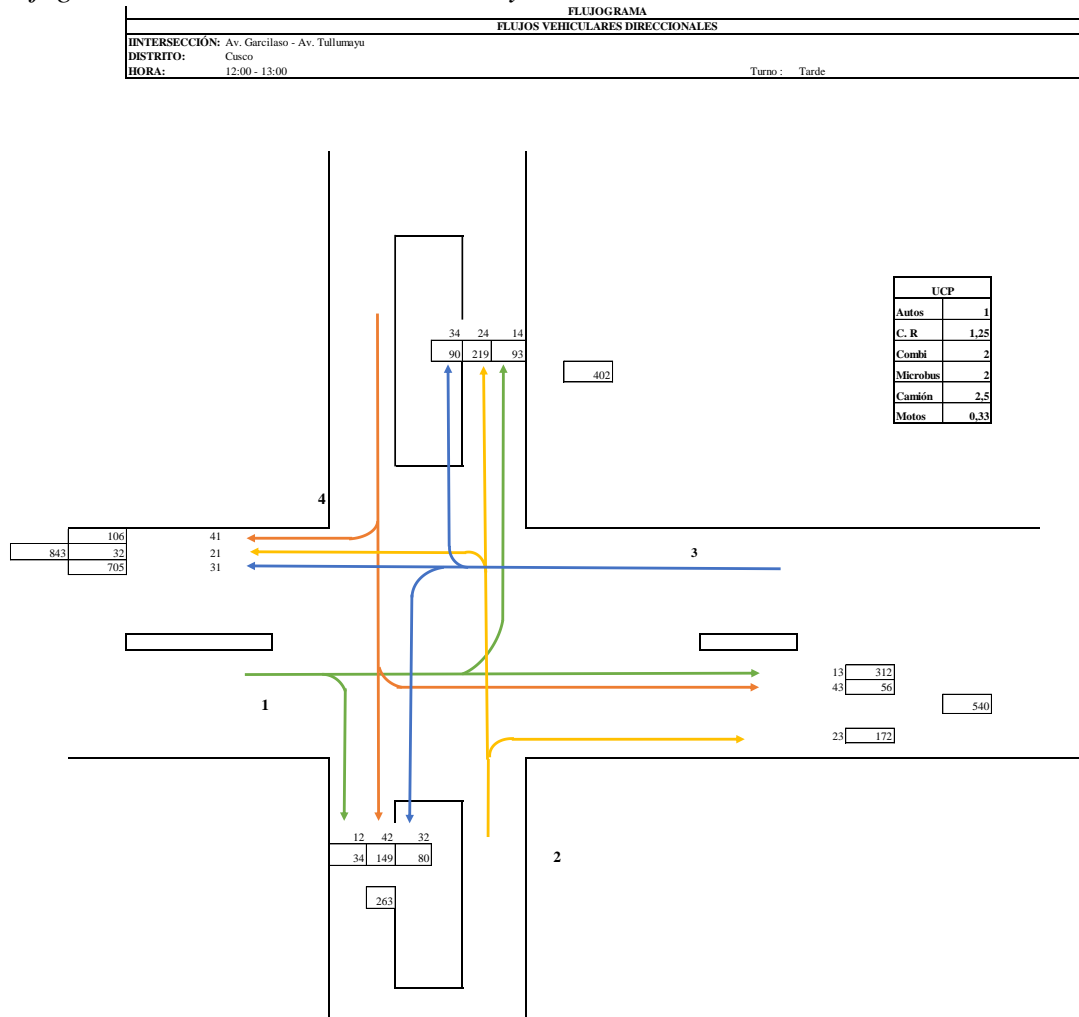 FLUJOGRAMA
FLUJOS VEHICULARES DIRECCIONALES
IINTERSECCIÓN: Av. Garcilaso - Av. Tullumayu
DISTRITO: Cusco
HORA: 12:00 - 13:00 Turno : Tarde
UCP
Autos 1
C. R 1,25
Combi 2
Microbus 2
Camión 2,5
Motos 0,33
34 24 14
90 219 93
402
4
106 41
843 32 21
705 31
3
13 312
43 56
540
23 172
1
12 42 32
34 149 80
263
2